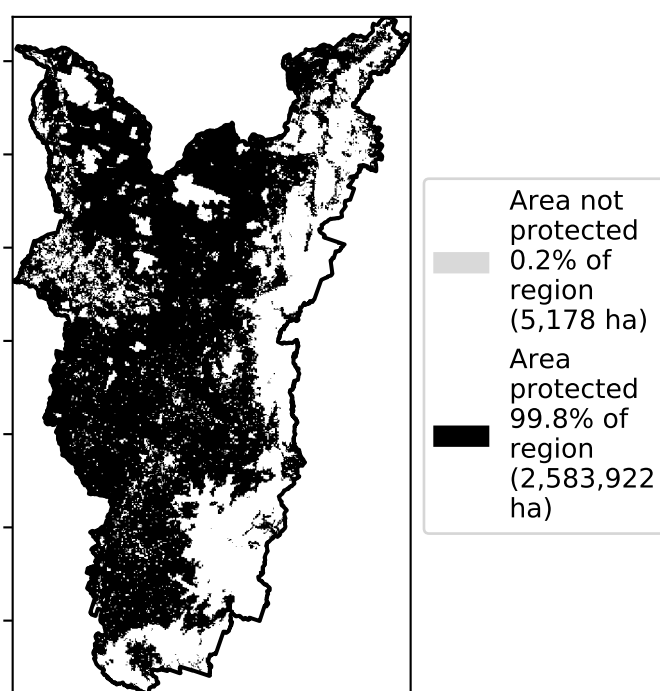 Area not
protected
0.2% of
region
(5,178 ha)
Area
protected
99.8% of
region
(2,583,922
ha)